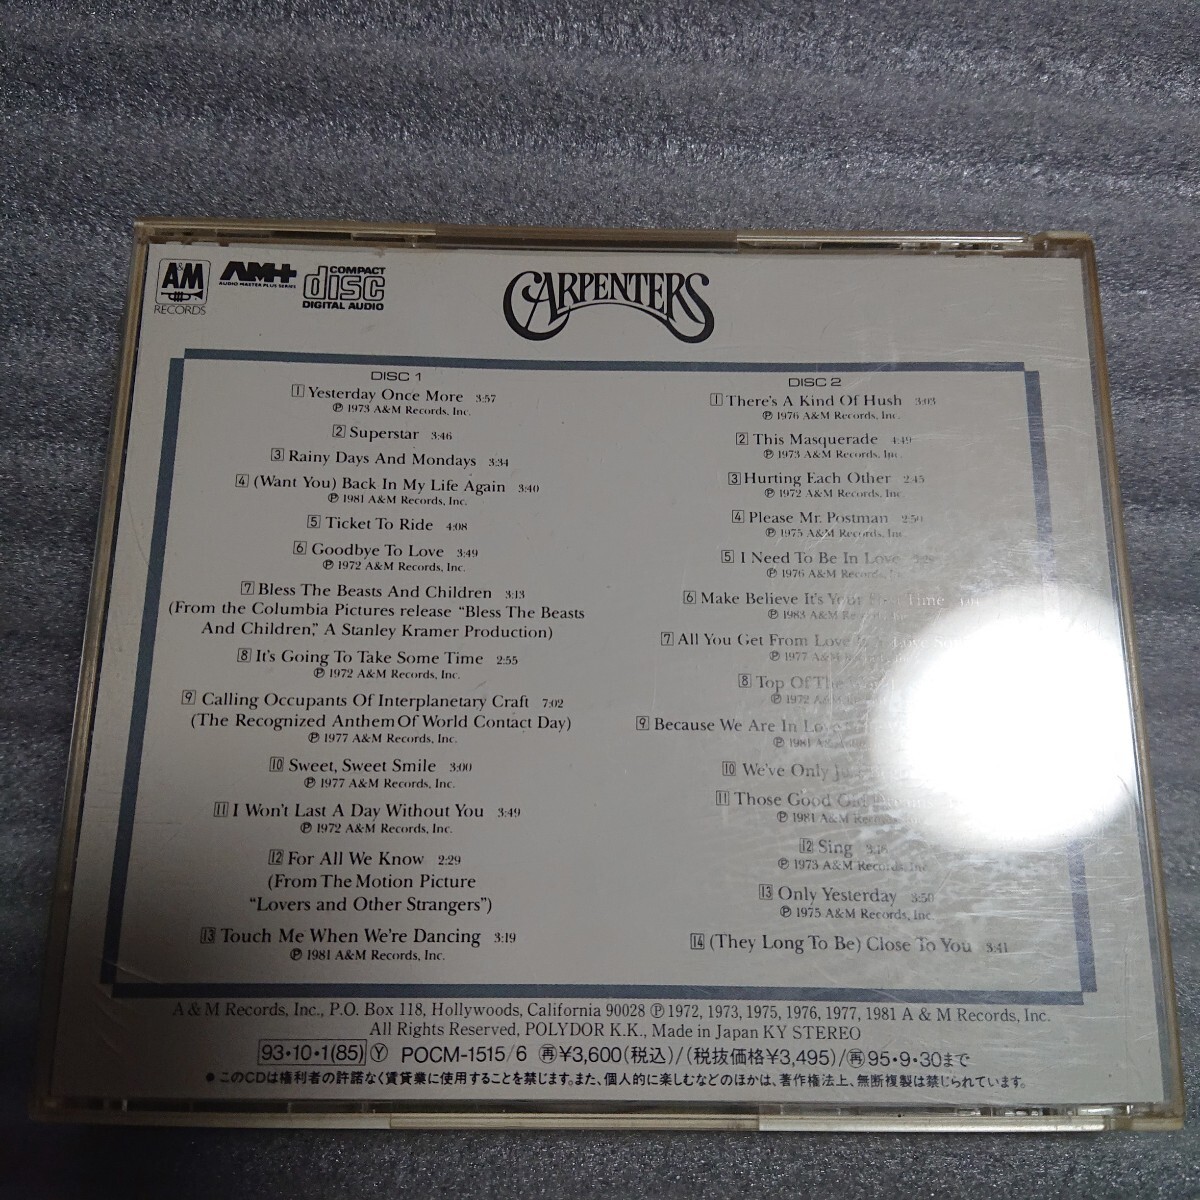 A&M
RECORDS
AM+
AUDIO MASTER PLUS SERIES
COMPACT
disc
DIGITAL AUDIO
CARPENTERS
DISC 1
1 Yesterday Once More 3:57
℗ 1973 A&M Records, Inc.
2 Superstar 3:46
3 Rainy Days And Mondays 3:34
4 (Want You) Back In My Life Again 3:40
℗ 1981 A&M Records, Inc.
5 Ticket To Ride 4:08
6 Goodbye To Love 3:49
℗ 1972 A&M Records, Inc.
7 Bless The Beasts And Children 3:13
(From the Columbia Pictures release “Bless The Beasts
And Children,” A Stanley Kramer Production)
8 It's Going To Take Some Time 2:55
℗ 1972 A&M Records, Inc.
9 Calling Occupants Of Interplanetary Craft 7:02
(The Recognized Anthem Of World Contact Day)
℗ 1977 A&M Records, Inc.
10 Sweet, Sweet Smile 3:00
℗ 1977 A&M Records, Inc.
11 I Won't Last A Day Without You 3:49
℗ 1972 A&M Records, Inc.
12 For All We Know 2:29
(From The Motion Picture
“Lovers and Other Strangers”)
13 Touch Me When We're Dancing 3:19
℗ 1981 A&M Records, Inc.
DISC 2
1 There's A Kind Of Hush 3:03
℗ 1976 A&M Records, Inc.
2 This Masquerade 4:49
℗ 1973 A&M Records, Inc.
3 Hurting Each Other 2:45
℗ 1972 A&M Records, Inc.
4 Please Mr. Postman 2:50
℗ 1975 A&M Records, Inc.
5 I Need To Be In Love
℗ 1976 A&M Records, Inc.
6 Make Believe It's Your First Time
℗ 1983 A&M Records,
7 All You Get From Love Is A Love Song
℗ 1977 A&M Records
8 Top Of The
℗ 1972 A&M
9 Because We Are In Love
℗ 1981 A&M
10 We've Only
11 Those Good Old
℗ 1981 A&M Records, Inc.
12 Sing 3:18
℗ 1973 A&M Records, Inc.
13 Only Yesterday 3:50
℗ 1975 A&M Records, Inc.
14 (They Long To Be) Close To You 3:41
A & M Records, Inc., P.O. Box 118, Hollywoods, California 90028 ℗ 1972, 1973, 1975, 1976, 1977, 1981 A & M Records, Inc.
All Rights Reserved, POLYDOR K.K., Made in Japan KY STEREO
93・10・1(85) Ⓨ POCM-1515/6 ㊢¥3,600(税込)/(税抜価格¥3,495)/㊢95・9・30まで
● このCDは権利者の許諾なく賃貸業に使用することを禁じます。また、個人的に楽しむなどのほかは、著作権法上、無断複製は禁じられています。